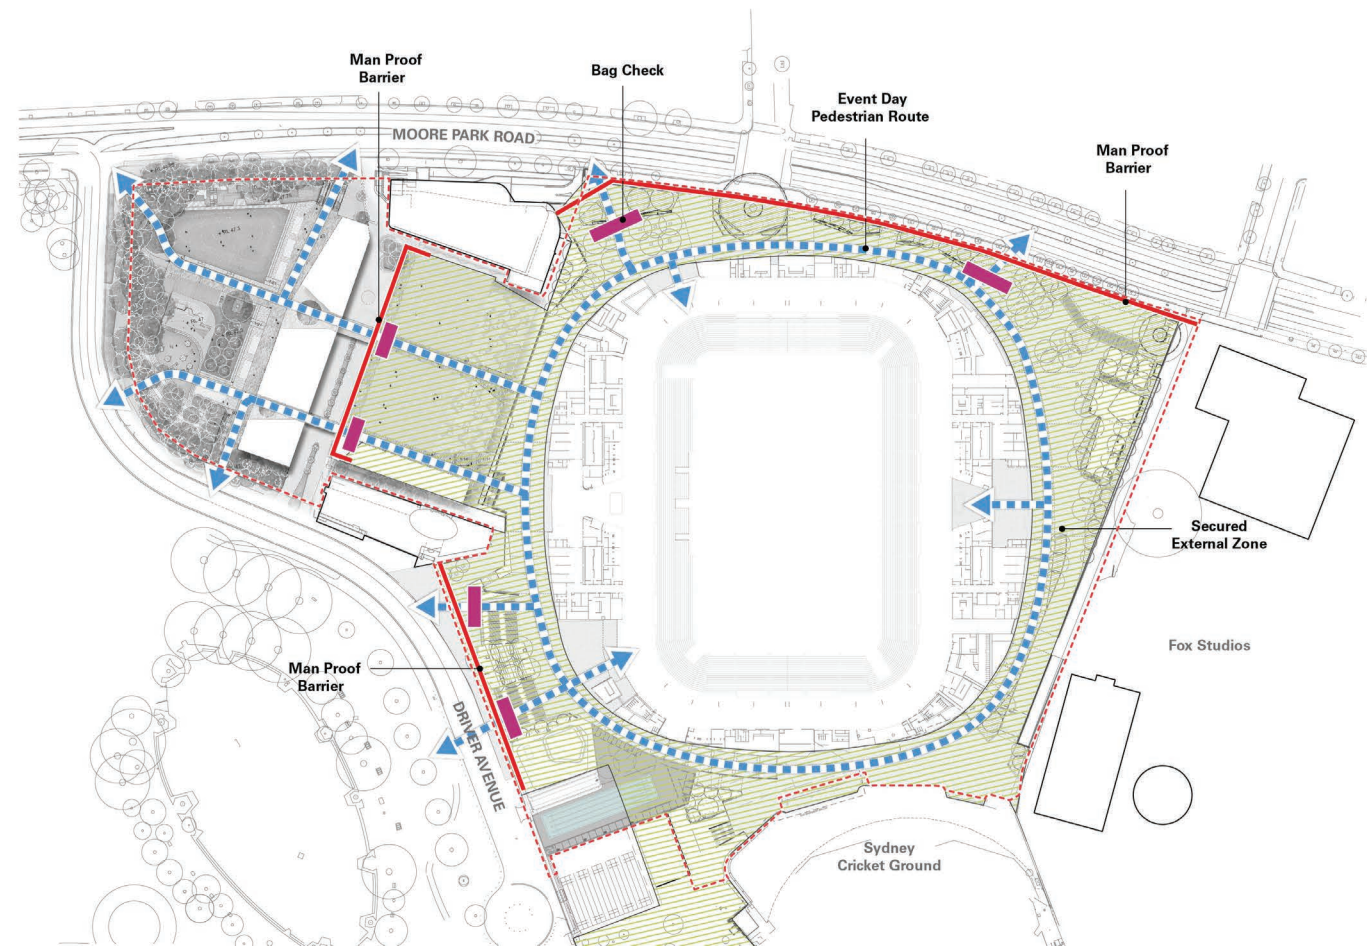 Man Proof
Barrier
Bag Check
Event Day
Pedestrian Route
Man Proof
Barrier
MOORE PARK ROAD
Secured
External Zone
Fox Studios
Man Proof
Barrier
DRIVER AVENUE
Sydney
Cricket Ground